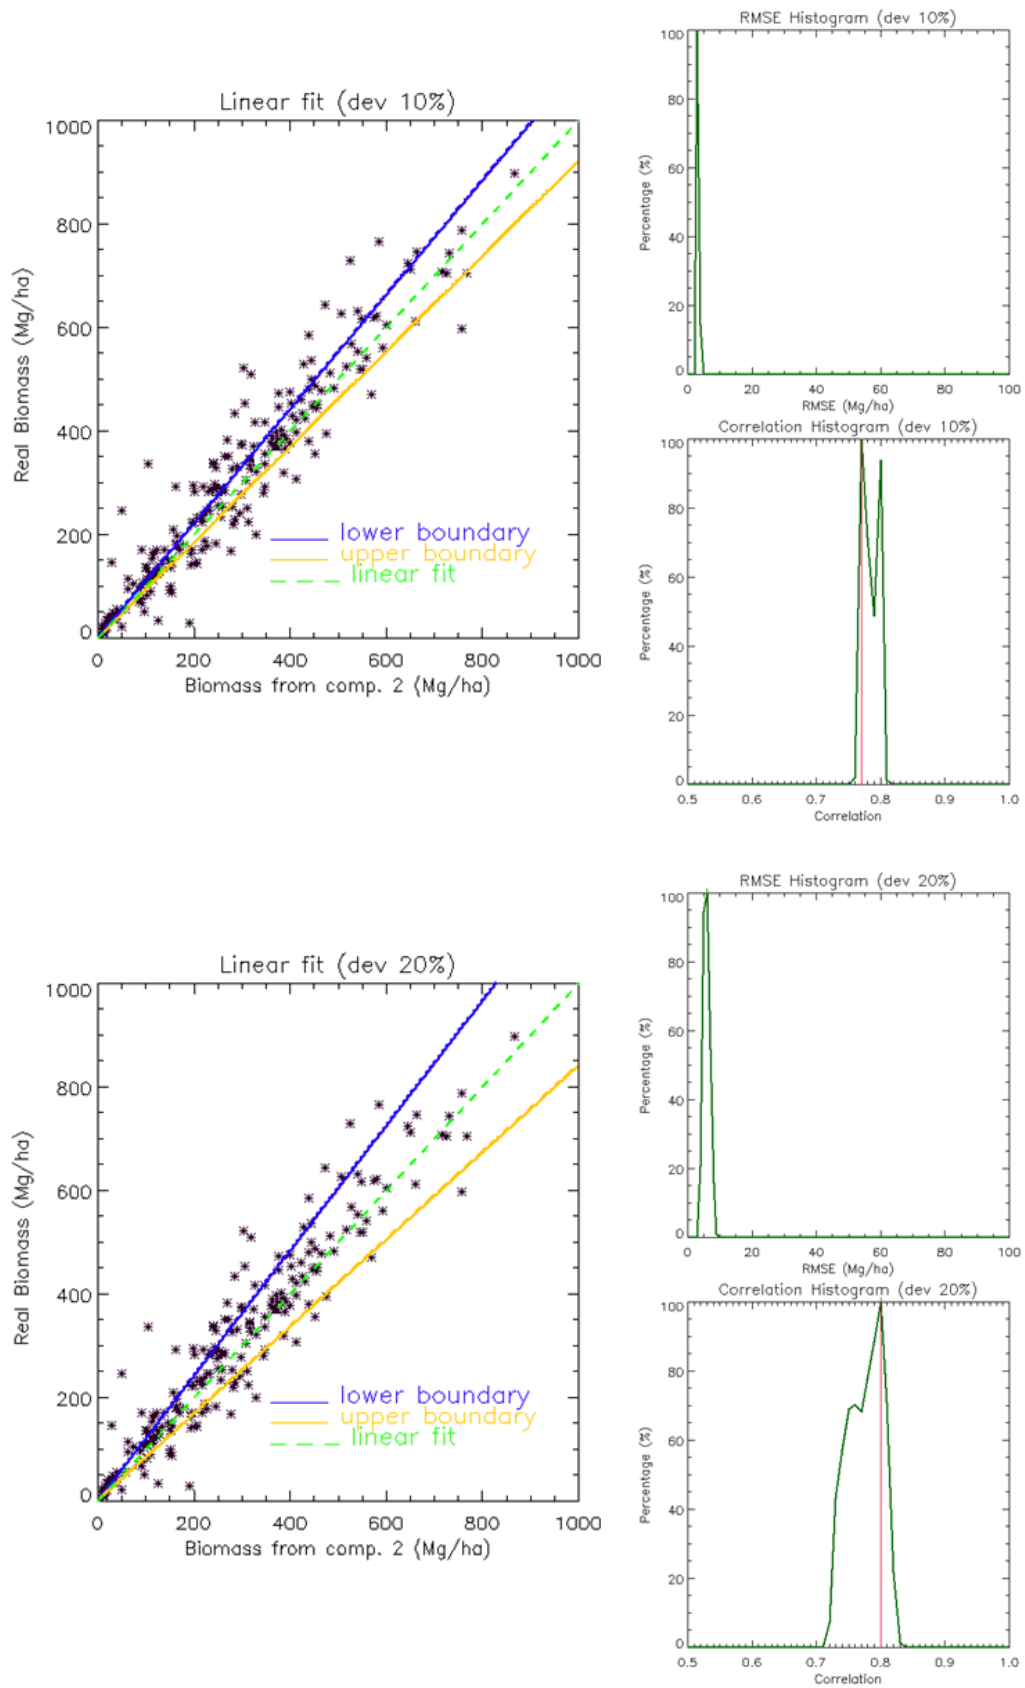 RMSE Histogram (dev 10%)
100
80
60
40
20
0
Percentage (%)
0 20 40 60 80 100
RMSE (Mg/ha)
Linear fit (dev 10%)
1000
800
600
400
200
0
Real Biomass (Mg/ha)
lower boundary
upper boundary
linear fit
0 200 400 600 800 1000
Biomass from comp. 2 (Mg/ha)
Correlation Histogram (dev 10%)
100
80
60
40
20
0
Percentage (%)
0.5 0.6 0.7 0.8 0.9 1.0
Correlation
RMSE Histogram (dev 20%)
100
80
60
40
20
0
Percentage (%)
0 20 40 60 80 100
RMSE (Mg/ha)
Linear fit (dev 20%)
1000
800
600
400
200
0
Real Biomass (Mg/ha)
lower boundary
upper boundary
linear fit
0 200 400 600 800 1000
Biomass from comp. 2 (Mg/ha)
Correlation Histogram (dev 20%)
100
80
60
40
20
0
Percentage (%)
0.5 0.6 0.7 0.8 0.9 1.0
Correlation